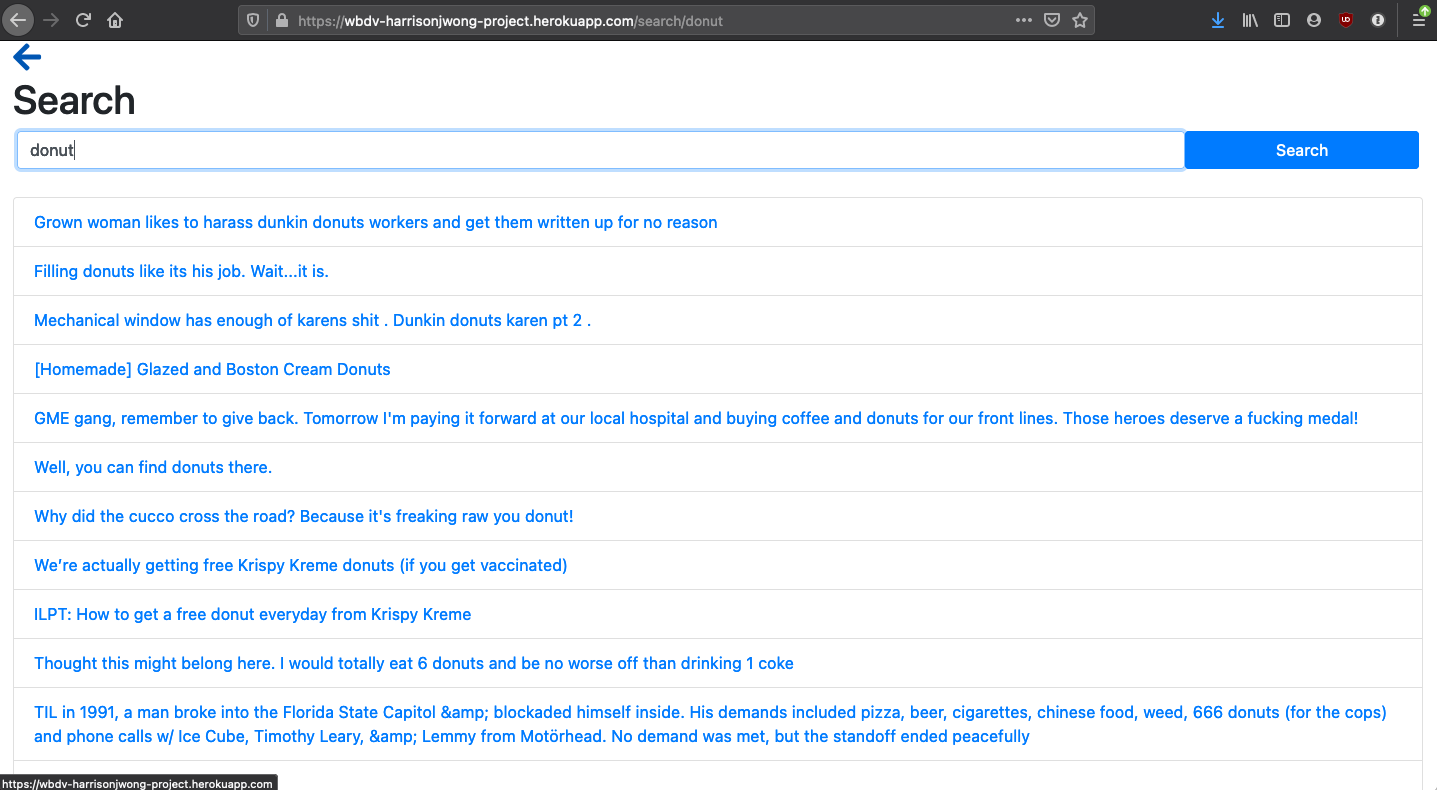 https://wbdv-harrisonjwong-project.herokuapp.com/search/donut
Search
donut
Search
Grown woman likes to harass dunkin donuts workers and get them written up for no reason
Filling donuts like its his job. Wait...it is.
Mechanical window has enough of karens shit . Dunkin donuts karen pt 2 .
[Homemade] Glazed and Boston Cream Donuts
GME gang, remember to give back. Tomorrow I'm paying it forward at our local hospital and buying coffee and donuts for our front lines. Those heroes deserve a fucking medal!
Well, you can find donuts there.
Why did the cucco cross the road? Because it's freaking raw you donut!
We’re actually getting free Krispy Kreme donuts (if you get vaccinated)
ILPT: How to get a free donut everyday from Krispy Kreme
Thought this might belong here. I would totally eat 6 donuts and be no worse off than drinking 1 coke
TIL in 1991, a man broke into the Florida State Capitol &amp; blockaded himself inside. His demands included pizza, beer, cigarettes, chinese food, weed, 666 donuts (for the cops)
and phone calls w/ Ice Cube, Timothy Leary, &amp; Lemmy from Motörhead. No demand was met, but the standoff ended peacefully
https://wbdv-harrisonjwong-project.herokuapp.com